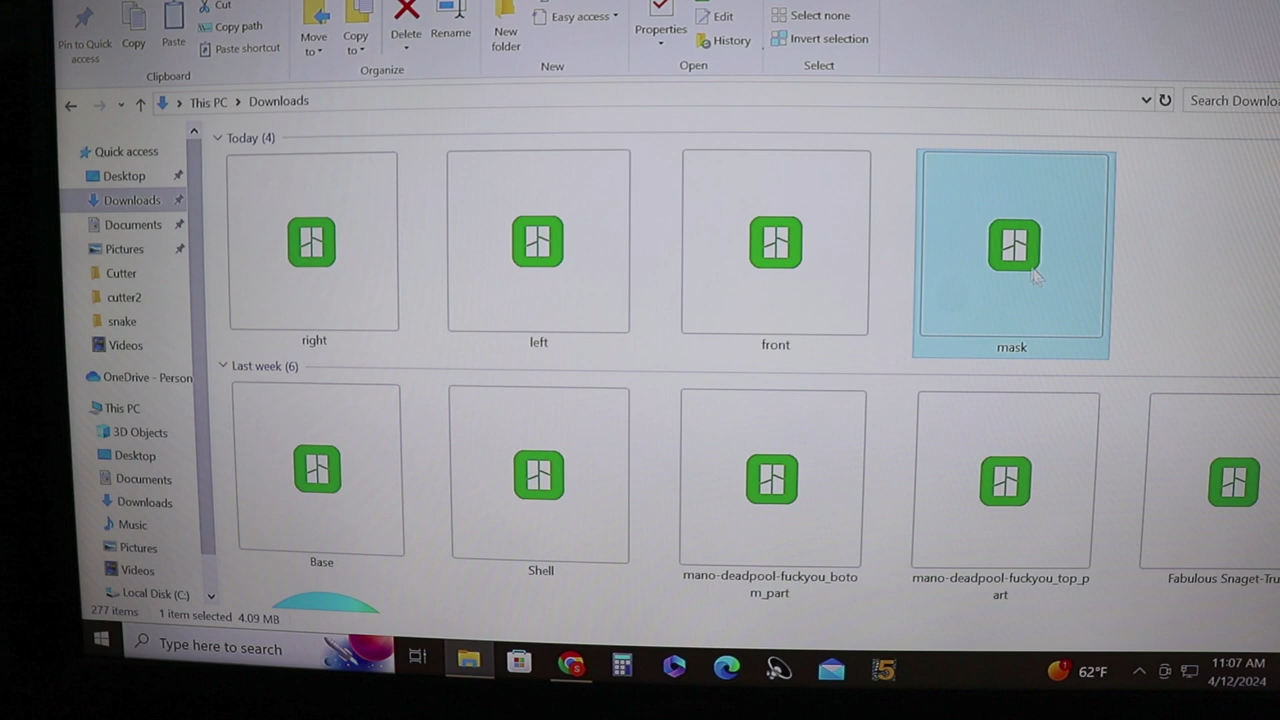 Cut
Copy path
Paste shortcut
Pin to Quick
access
Copy
Paste
Clipboard
Move
to
Copy
to
Delete
Rename
Organize
New
folder
Easy access
New
Properties
Edit
History
Open
Select none
Invert selection
Select
This PC
Downloads
Search Downlo
Quick access
Desktop
Downloads
Documents
Pictures
Cutter
cutter2
snake
Videos
OneDrive - Person
This PC
3D Objects
Desktop
Documents
Downloads
Music
Pictures
Videos
Local Disk (C:)
Today (4)
right
left
front
mask
Last week (6)
Base
Shell
mano-deadpool-fuckyou_boto
m_part
mano-deadpool-fuckyou_top_p
art
Fabulous Snaget-Tru
277 items
1 item selected 4.09 MB
Type here to search
S
5
62°F
11:07 AM
4/12/2024